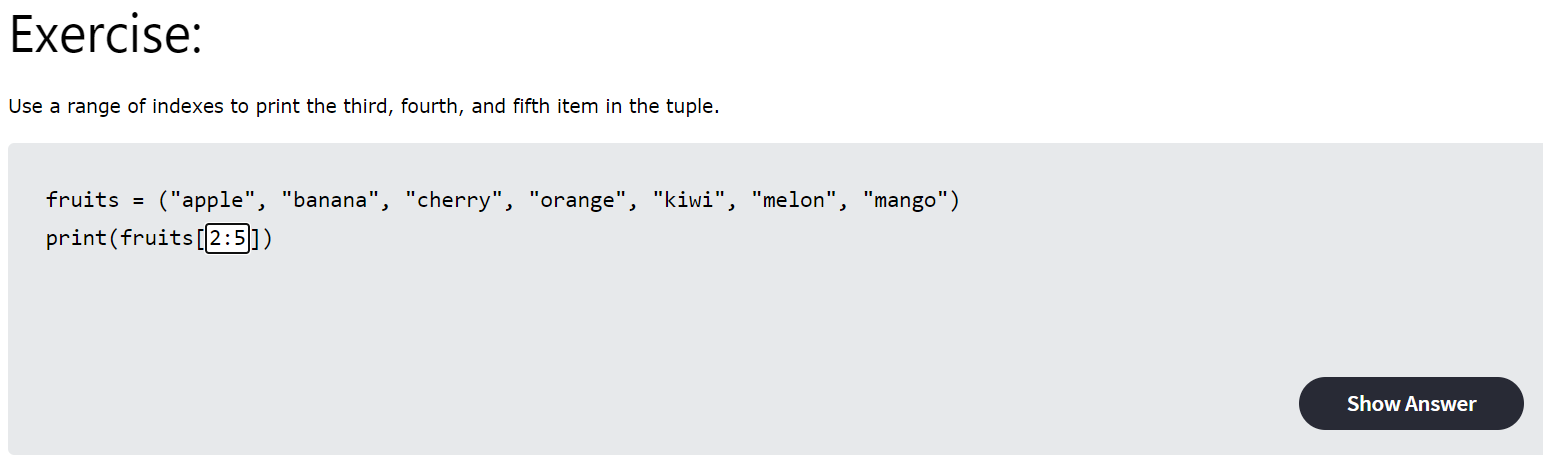 Exercise:
Use a range of indexes to print the third, fourth, and fifth item in the tuple.
fruits = ("apple", "banana", "cherry", "orange", "kiwi", "melon", "mango")
print(fruits[2:5])
Show Answer